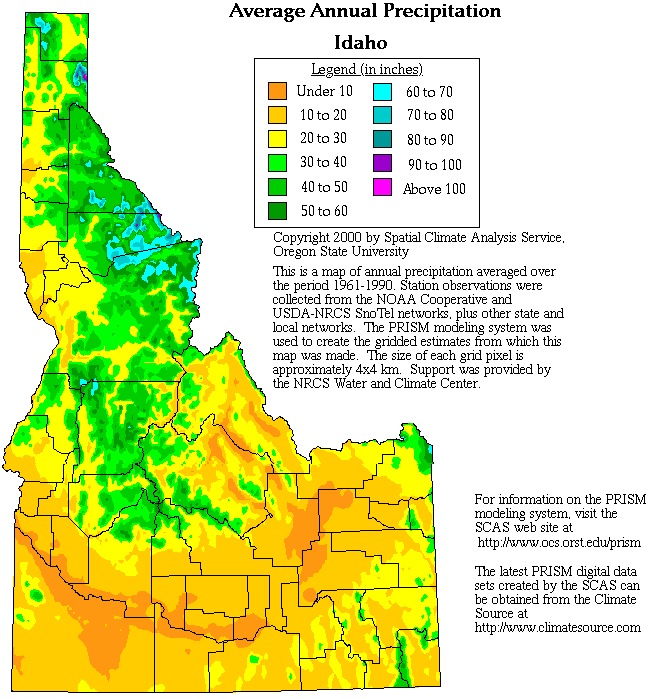 Average Annual Precipitation
Idaho
Legend (in inches)
Under 10
10 to 20
20 to 30
30 to 40
40 to 50
50 to 60
60 to 70
70 to 80
80 to 90
90 to 100
Above 100
Copyright 2000 by Spatial Climate Analysis Service,
Oregon State University
This is a map of annual precipitation averaged over
the period 1961-1990. Station observations were
collected from the NOAA Cooperative and
USDA-NRCS SnoTel networks, plus other state and
local networks. The PRISM modeling system was
used to create the gridded estimates from which this
map was made. The size of each grid pixel is
approximately 4x4 km. Support was provided by
the NRCS Water and Climate Center.
For information on the PRISM
modeling system, visit the
SCAS web site at
http://www.ocs.orst.edu/prism
The latest PRISM digital data
sets created by the SCAS can
be obtained from the Climate
Source at
http://www.climatesource.com